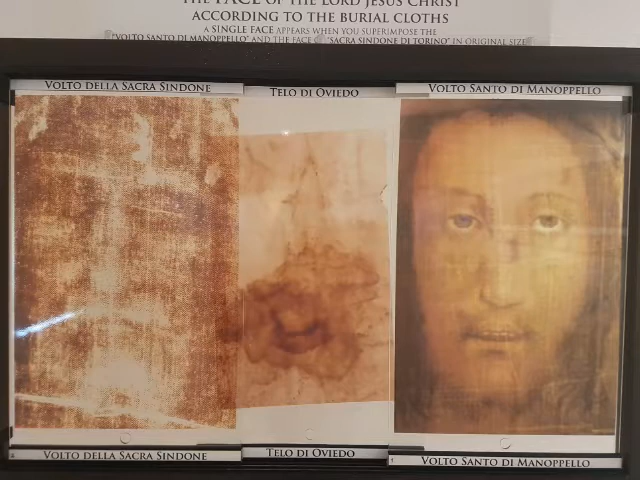 THE FACE OF THE LORD JESUS CHRIST
ACCORDING TO THE BURIAL CLOTHS
A SINGLE FACE APPEARS WHEN YOU SUPERIMPOSE THE
"VOLTO SANTO DI MANOPPELLO" AND THE FACE "SACRA SINDONE DI TORINO" IN ORIGINAL SIZE
VOLTO DELLA SACRA SINDONE
TELO DI OVIEDO
VOLTO SANTO DI MANOPPELLO
VOLTO DELLA SACRA SINDONE
TELO DI OVIEDO
VOLTO SANTO DI MANOPPELLO